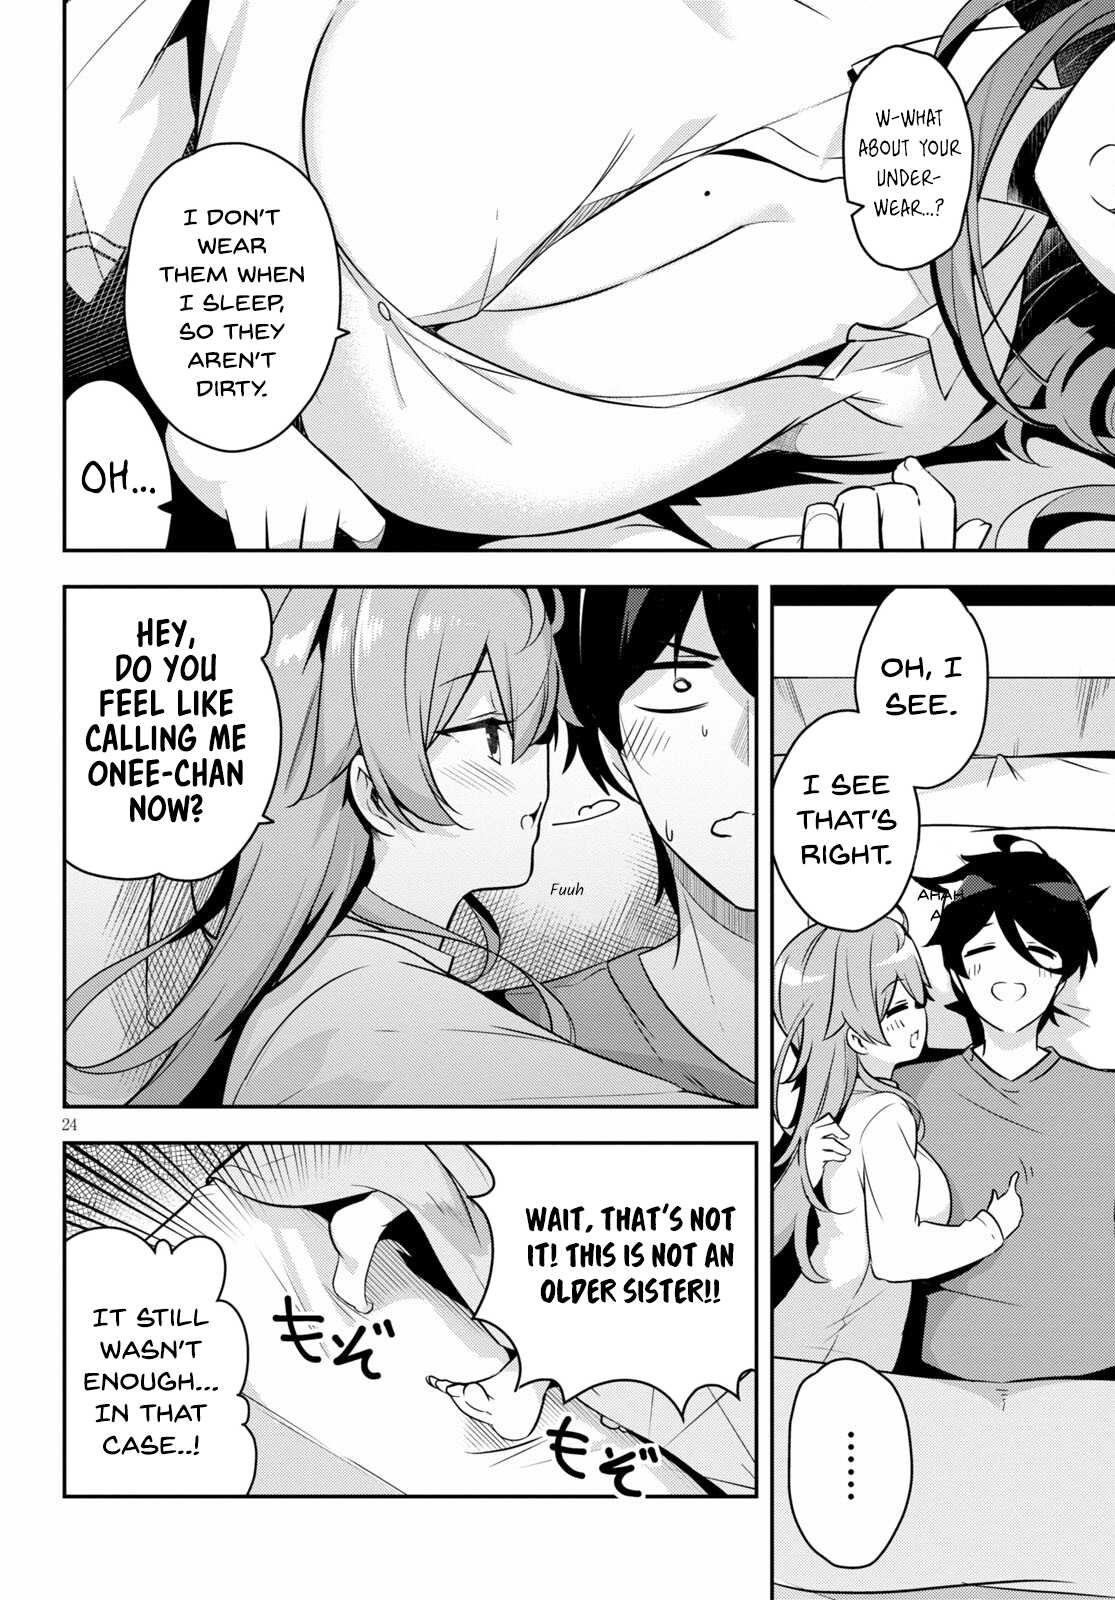 W-WHAT
ABOUT YOUR
UNDER-
WEAR...?
I DON'T
WEAR
THEM WHEN
I SLEEP,
SO THEY
AREN'T
DIRTY.
OH...
OH, I
SEE.
I SEE
THAT'S
RIGHT.
AHAH
A
......
HEY,
DO YOU
FEEL LIKE
CALLING ME
ONEE-CHAN
NOW?
Fuuh
24
WAIT, THAT'S NOT
IT! THIS IS NOT AN
OLDER SISTER!!
もぞ
もぞ
IT STILL
WASN'T
ENOUGH...
IN THAT
CASE..!